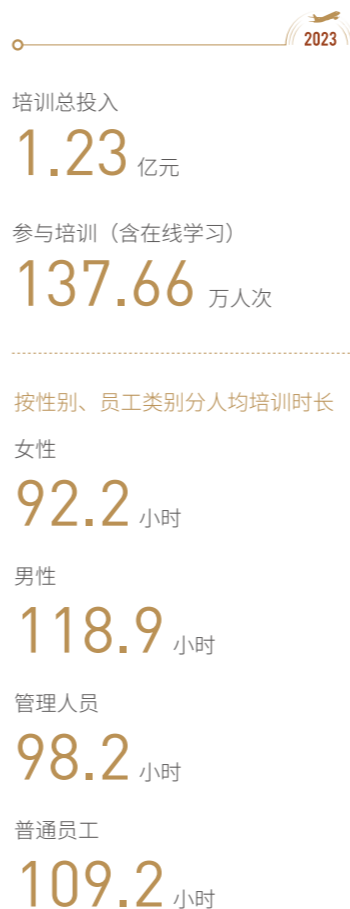 2023
培训总投入
1.23 亿元
参与培训（含在线学习）
137.66 万人次
按性别、员工类别分人均培训时长
女性
92.2 小时
男性
118.9 小时
管理人员
98.2 小时
普通员工
109.2 小时